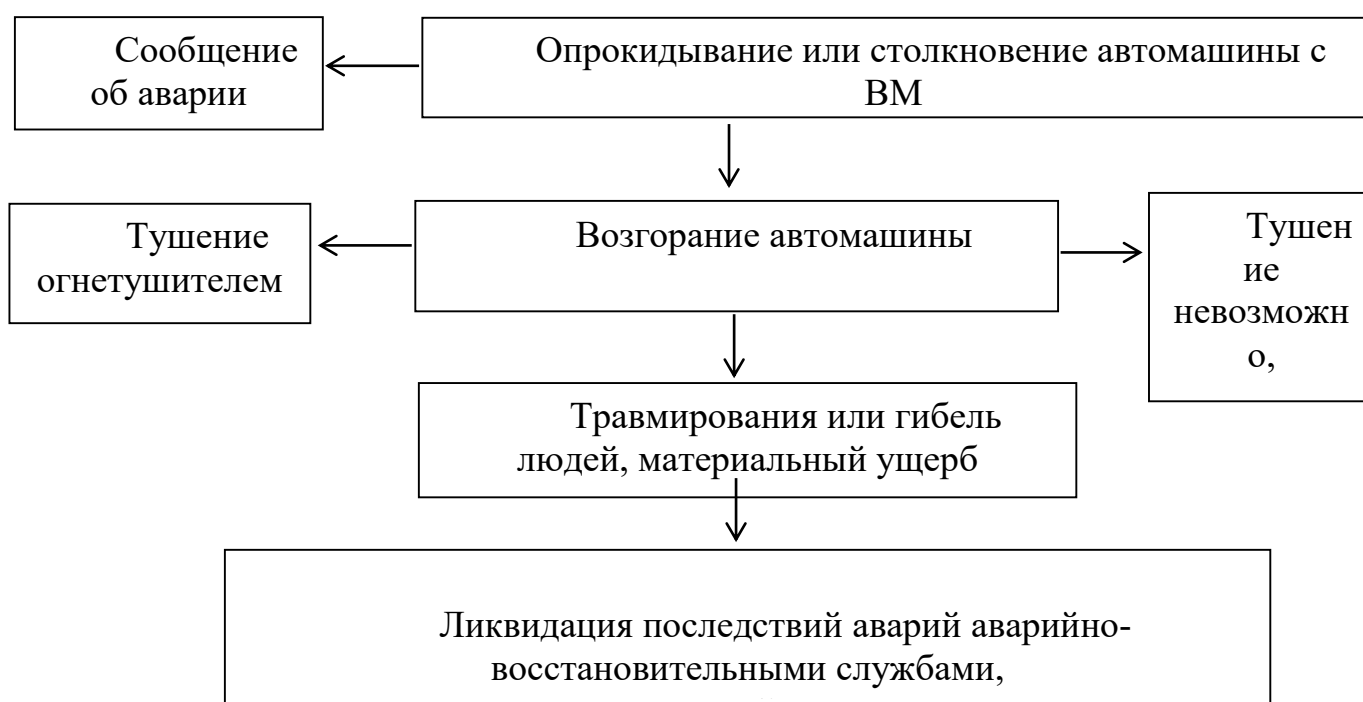 Сообщение
об аварии
Опрокидывание или столкновение автомашины с
ВМ
Тушение
огнетушителем
Возгорание автомашины
Тушен
ие
невозможн
о,
Травмирования или гибель
людей, материальный ущерб
Ликвидация последствий аварий аварийно-
восстановительными службами,